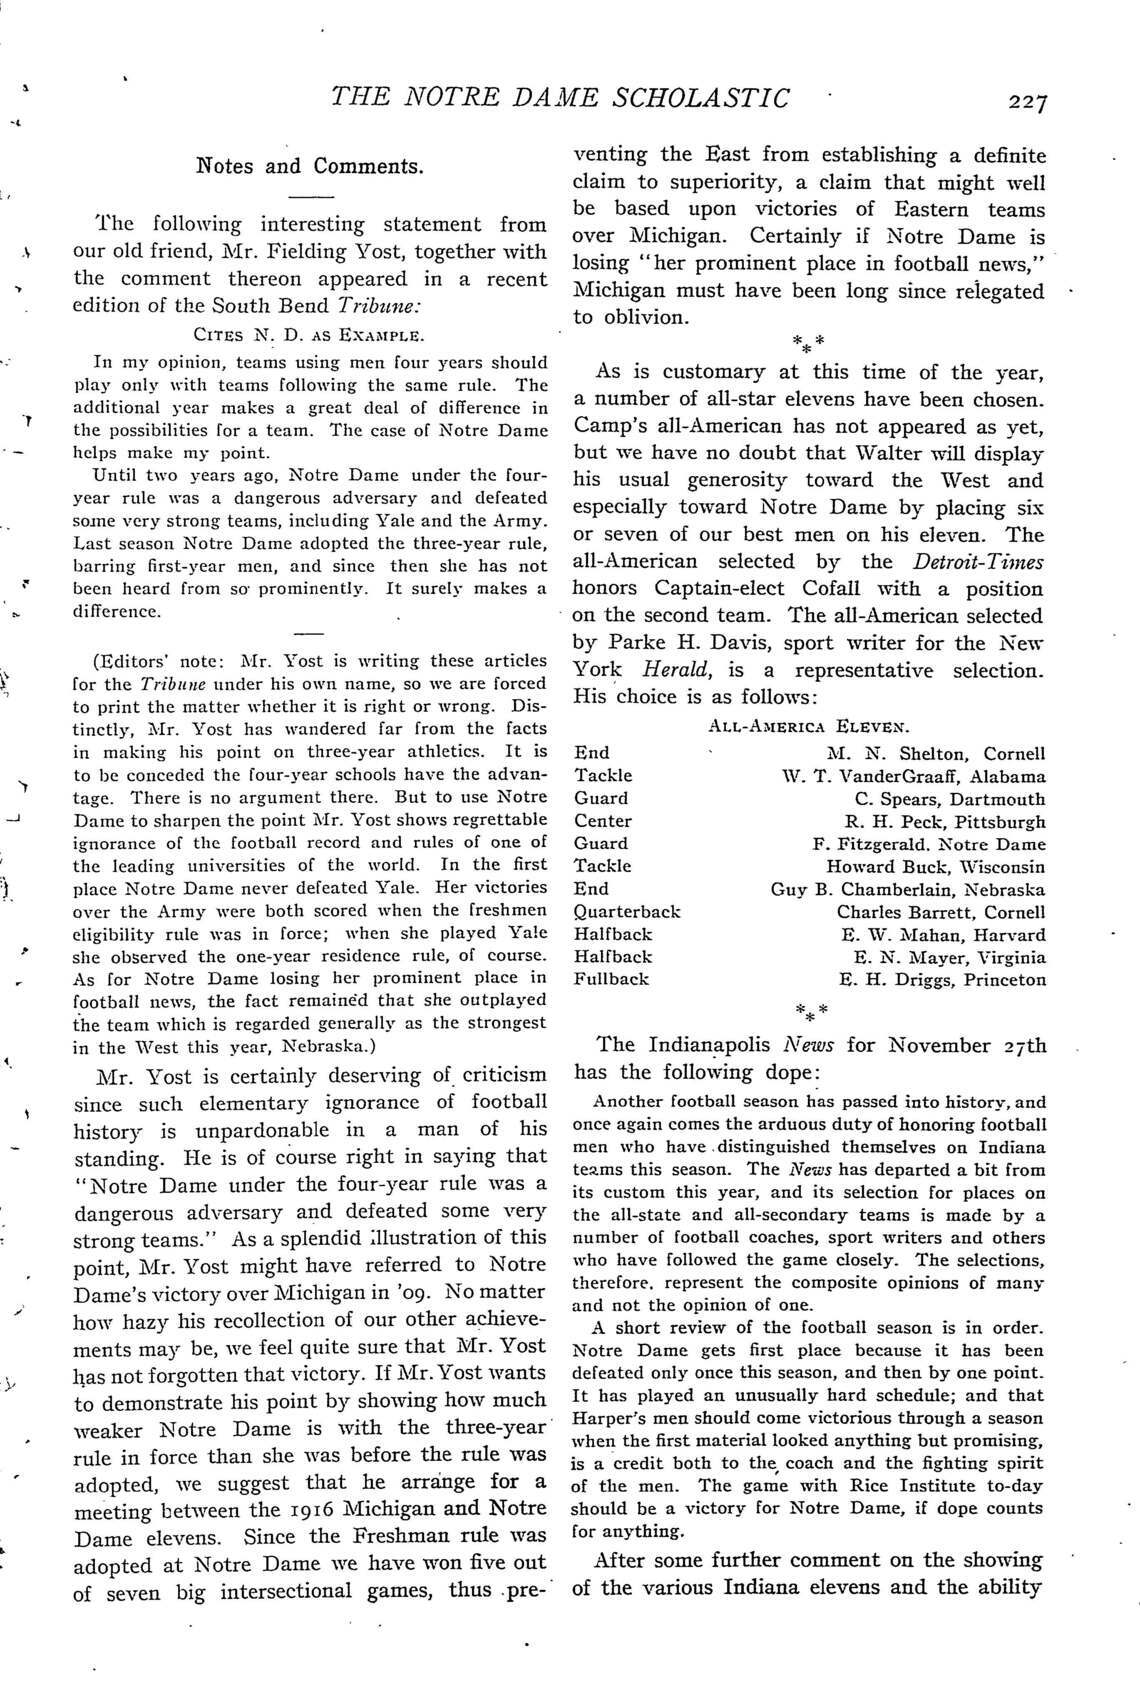 THE NOTRE DAME SCHOLASTIC 227
Notes and Comments.
The following interesting statement from
our old friend, Mr. Fielding Yost, together with
the comment thereon appeared in a recent
edition of the South Bend Tribune:
CITES N. D. AS EXAMPLE.
In my opinion, teams using men four years should
play only with teams following the same rule. The
additional year makes a great deal of difference in
the possibilities for a team. The case of Notre Dame
helps make my point.
Until two years ago, Notre Dame under the four-
year rule was a dangerous adversary and defeated
some very strong teams, including Yale and the Army.
Last season Notre Dame adopted the three-year rule,
barring first-year men, and since then she has not
been heard from so prominently. It surely makes a
difference.
(Editors' note: Mr. Yost is writing these articles
for the Tribune under his own name, so we are forced
to print the matter whether it is right or wrong. Dis-
tinctly, Mr. Yost has wandered far from the facts
in making his point on three-year athletics. It is
to be conceded the four-year schools have the advan-
tage. There is no argument there. But to use Notre
Dame to sharpen the point Mr. Yost shows regrettable
ignorance of the football record and rules of one of
the leading universities of the world. In the first
place Notre Dame never defeated Yale. Her victories
over the Army were both scored when the freshmen
eligibility rule was in force; when she played Yale
she observed the one-year residence rule, of course.
As for Notre Dame losing her prominent place in
football news, the fact remained that she outplayed
the team which is regarded generally as the strongest
in the West this year, Nebraska.)
Mr. Yost is certainly deserving of criticism
since such elementary ignorance of football
history is unpardonable in a man of his
standing. He is of course right in saying that
"Notre Dame under the four-year rule was a
dangerous adversary and defeated some very
strong teams." As a splendid illustration of this
point, Mr. Yost might have referred to Notre
Dame's victory over Michigan in '09. No matter
how hazy his recollection of our other achieve-
ments may be, we feel quite sure that Mr. Yost
has not forgotten that victory. If Mr. Yost wants
to demonstrate his point by showing how much
weaker Notre Dame is with the three-year
rule in force than she was before the rule was
adopted, we suggest that he arrange for a
meeting between the 1916 Michigan and Notre
Dame elevens. Since the Freshman rule was
adopted at Notre Dame we have won five out
of seven big intersectional games, thus pre-
venting the East from establishing a definite
claim to superiority, a claim that might well
be based upon victories of Eastern teams
over Michigan. Certainly if Notre Dame is
losing "her prominent place in football news,"
Michigan must have been long since relegated
to oblivion.
***
As is customary at this time of the year,
a number of all-star elevens have been chosen.
Camp's all-American has not appeared as yet,
but we have no doubt that Walter will display
his usual generosity toward the West and
especially toward Notre Dame by placing six
or seven of our best men on his eleven. The
all-American selected by the Detroit-Times
honors Captain-elect Cofall with a position
on the second team. The all-American selected
by Parke H. Davis, sport writer for the New
York Herald, is a representative selection.
His choice is as follows:
ALL-AMERICA ELEVEN.
End M. N. Shelton, Cornell
Tackle W. T. VanderGraaff, Alabama
Guard C. Spears, Dartmouth
Center R. H. Peck, Pittsburgh
Guard F. Fitzgerald. Notre Dame
Tackle Howard Buck, Wisconsin
End Guy B. Chamberlain, Nebraska
Quarterback Charles Barrett, Cornell
Halfback E. W. Mahan, Harvard
Halfback E. N. Mayer, Virginia
Fullback E. H. Driggs, Princeton
***
The Indianapolis News for November 27th
has the following dope:
Another football season has passed into history, and
once again comes the arduous duty of honoring football
men who have distinguished themselves on Indiana
teams this season. The News has departed a bit from
its custom this year, and its selection for places on
the all-state and all-secondary teams is made by a
number of football coaches, sport writers and others
who have followed the game closely. The selections,
therefore, represent the composite opinions of many
and not the opinion of one.
A short review of the football season is in order.
Notre Dame gets first place because it has been
defeated only once this season, and then by one point.
It has played an unusually hard schedule; and that
Harper's men should come victorious through a season
when the first material looked anything but promising,
is a credit both to the coach and the fighting spirit
of the men. The game with Rice Institute to-day
should be a victory for Notre Dame, if dope counts
for anything.
After some further comment on the showing
of the various Indiana elevens and the ability